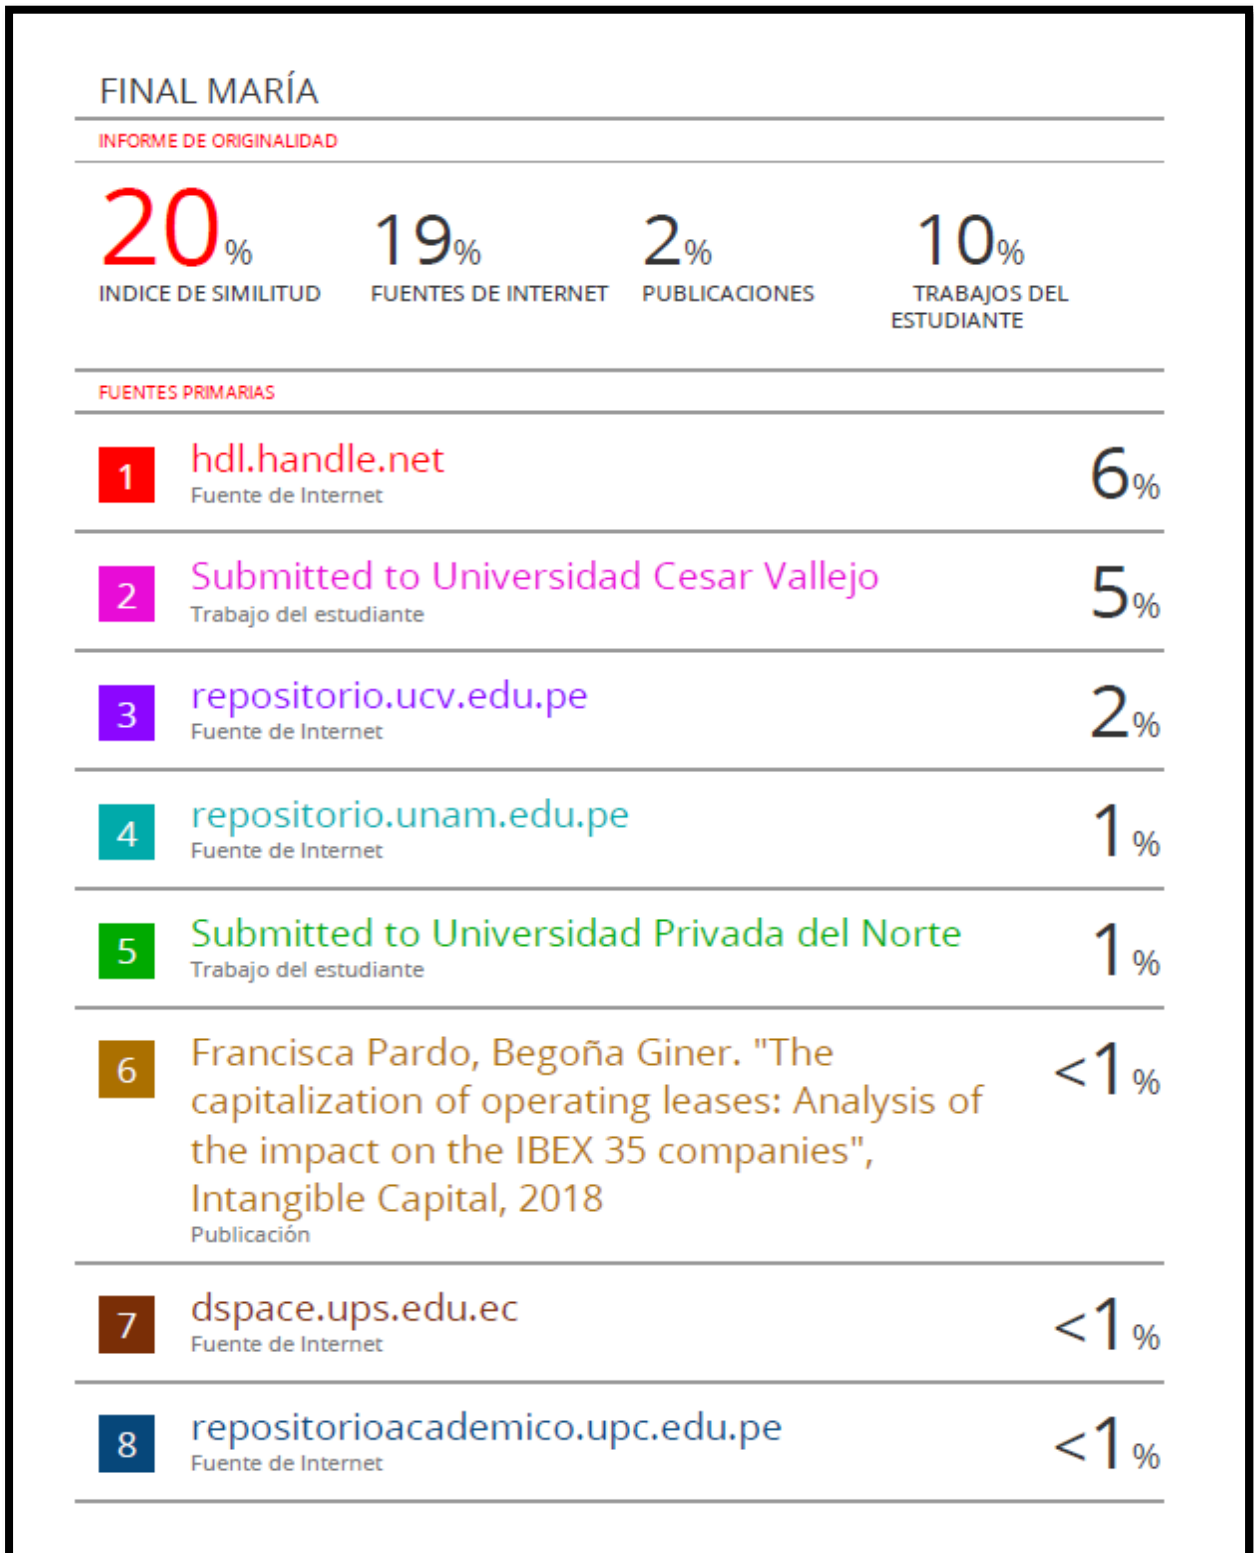 FINAL MARÍA
INFORME DE ORIGINALIDAD
20%
19%
2%
10%
INDICE DE SIMILITUD
FUENTES DE INTERNET
PUBLICACIONES
TRABAJOS DEL
ESTUDIANTE
FUENTES PRIMARIAS
1
hdl.handle.net
Fuente de Internet
6%
2
Submitted to Universidad Cesar Vallejo
Trabajo del estudiante
5%
3
repositorio.ucv.edu.pe
Fuente de Internet
2%
4
repositorio.unam.edu.pe
Fuente de Internet
1%
5
Submitted to Universidad Privada del Norte
Trabajo del estudiante
1%
6
Francisca Pardo, Begoña Giner. "The
capitalization of operating leases: Analysis of
the impact on the IBEX 35 companies",
Intangible Capital, 2018
Publicación
<1%
7
dspace.ups.edu.ec
Fuente de Internet
<1%
8
repositorioacademico.upc.edu.pe
Fuente de Internet
<1%